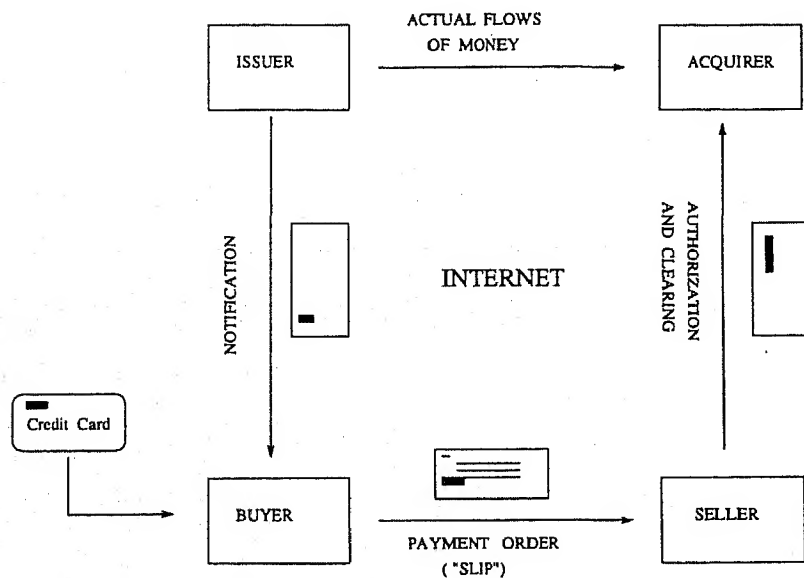 ACTUAL FLOWS
OF MONEY
ISSUER
ACQUIRER
NOTIFICATION
INTERNET
AUTHORIZATION
AND CLEARING
Credit Card
BUYER
SELLER
PAYMENT ORDER
("SLIP")